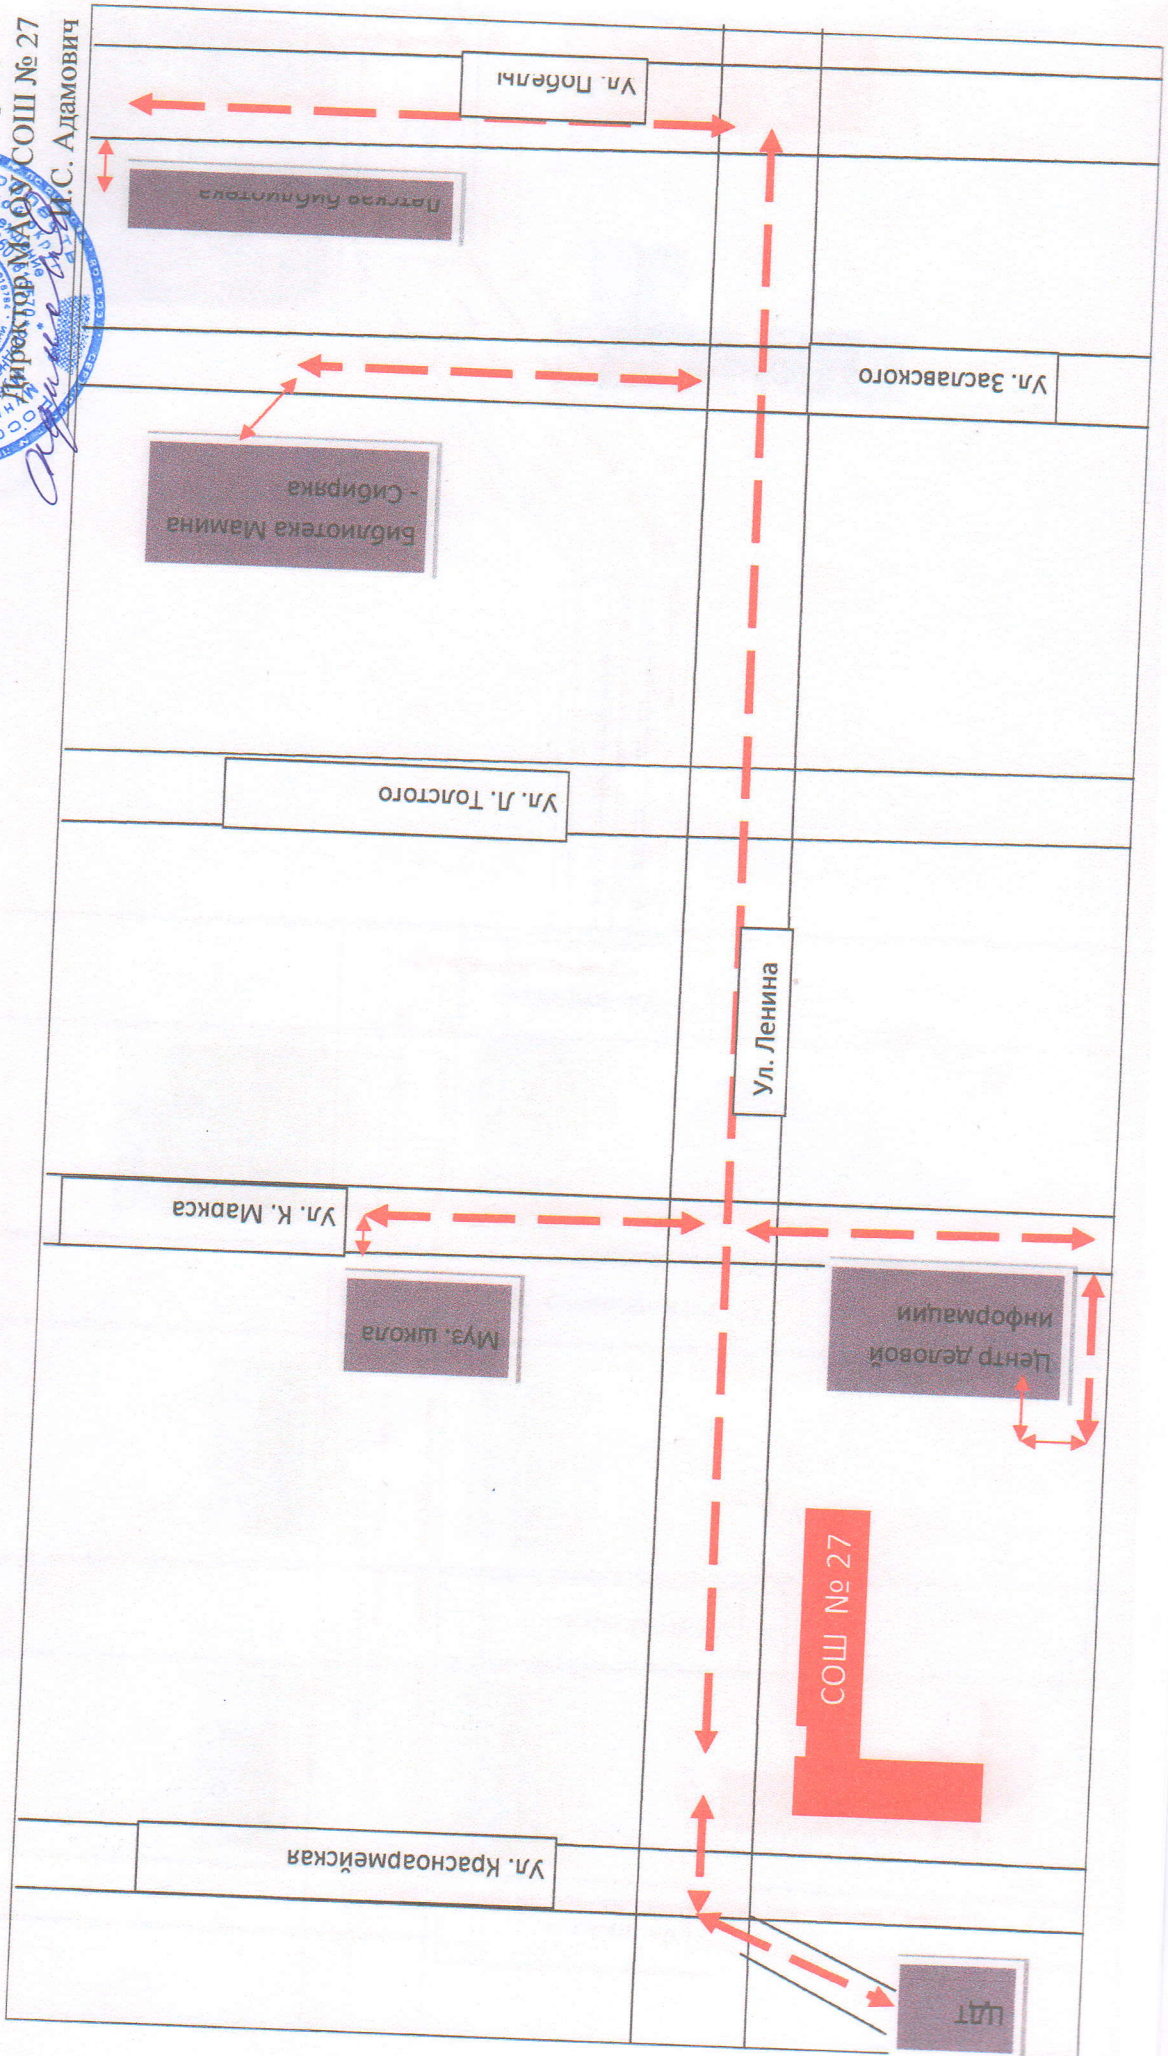 Директор МАОУ СОШ № 27
И.С. Адамович
Ул. Победы
Детская библиотека
Ул. Заславского
Библиотека Мамина
- Сибиряка
Ул. Л. Толстого
Ул. Ленина
Ул. К. Маркса
Муз. школа
Центр деловой
информации
СОШ № 27
Ул. Красноармейская
ЦДТ